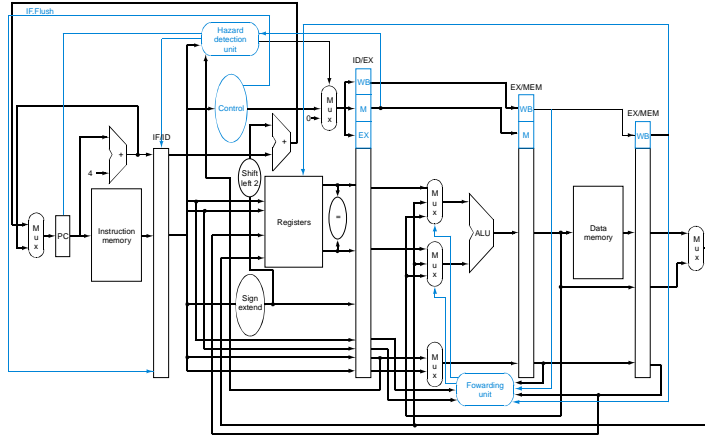 IF.Flush
Hazard
detection
unit
ID/EX
WB
M
EX
Control
M
u
x
0
EX/MEM
WB
M
EX/MEM
WB
IF/ID
+
4
+
Shift
left 2
Registers
=
M
u
x
PC
Instruction
memory
M
u
x
M
u
x
ALU
Data
memory
M
u
x
Sign
extend
M
u
x
Fowarding
unit